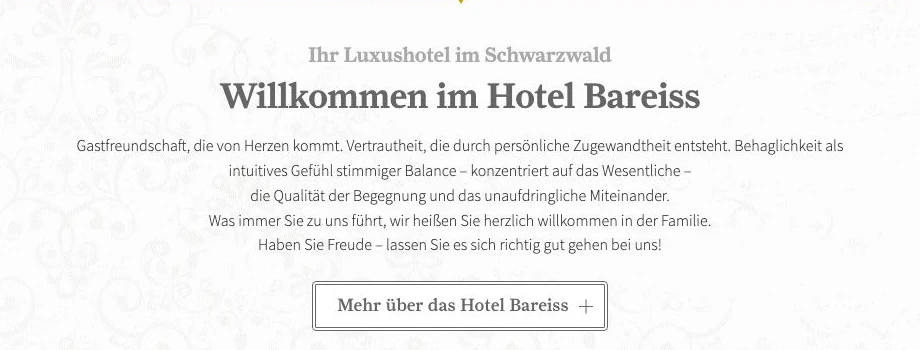 Ihr Luxushotel im Schwarzwald
Willkommen im Hotel Bareiss
Gastfreundschaft, die von Herzen kommt. Vertrautheit, die durch persönliche Zugewandtheit entsteht. Behaglichkeit als
intuitives Gefühl stimmiger Balance – konzentriert auf das Wesentliche –
die Qualität der Begegnung und das unaufdringliche Miteinander.
Was immer Sie zu uns führt, wir heißen Sie herzlich willkommen in der Familie.
Haben Sie Freude – lassen Sie es sich richtig gut gehen bei uns!
Mehr über das Hotel Bareiss +